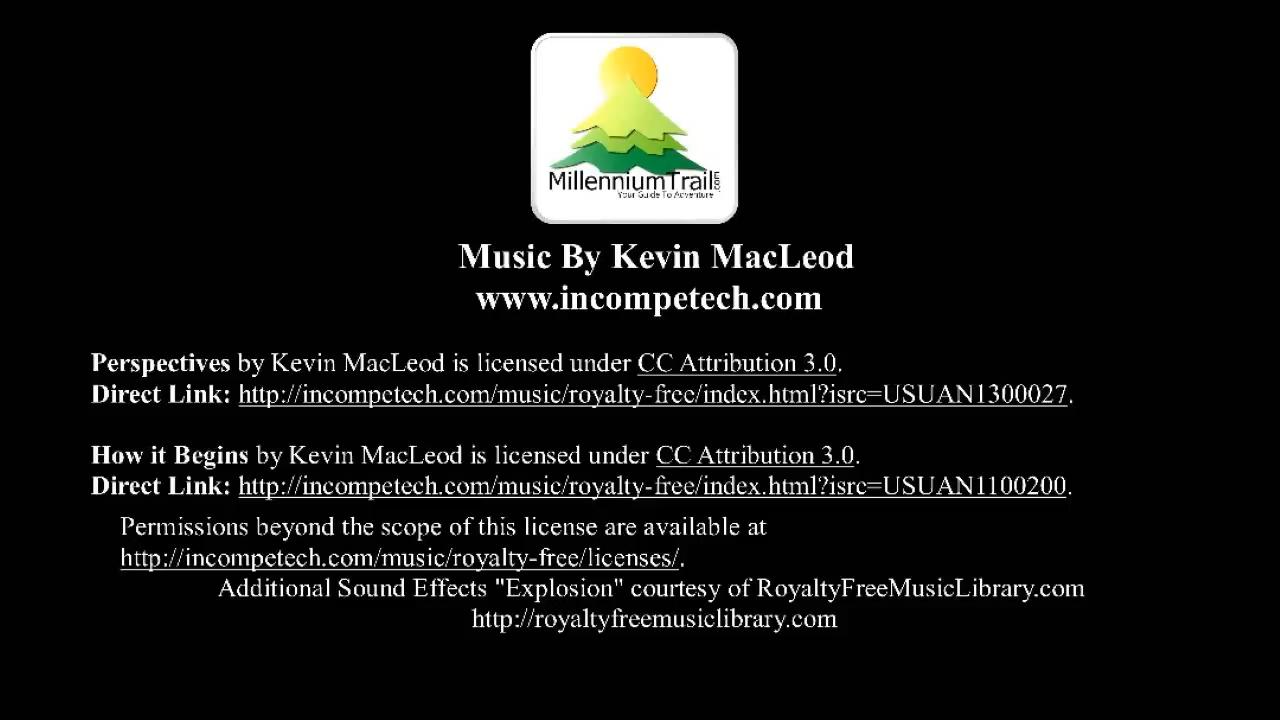 MillenniumTrail.com
Your Guide To Adventure
Music By Kevin MacLeod
www.incompetech.com
Perspectives by Kevin MacLeod is licensed under CC Attribution 3.0.
Direct Link: http://incompetech.com/music/royalty-free/index.html?isrc=USUAN1300027.
How it Begins by Kevin MacLeod is licensed under CC Attribution 3.0.
Direct Link: http://incompetech.com/music/royalty-free/index.html?isrc=USUAN1100200.
Permissions beyond the scope of this license are available at
http://incompetech.com/music/royalty-free/licenses/.
Additional Sound Effects "Explosion" courtesy of RoyaltyFreeMusicLibrary.com
http://royaltyfreemusiclibrary.com